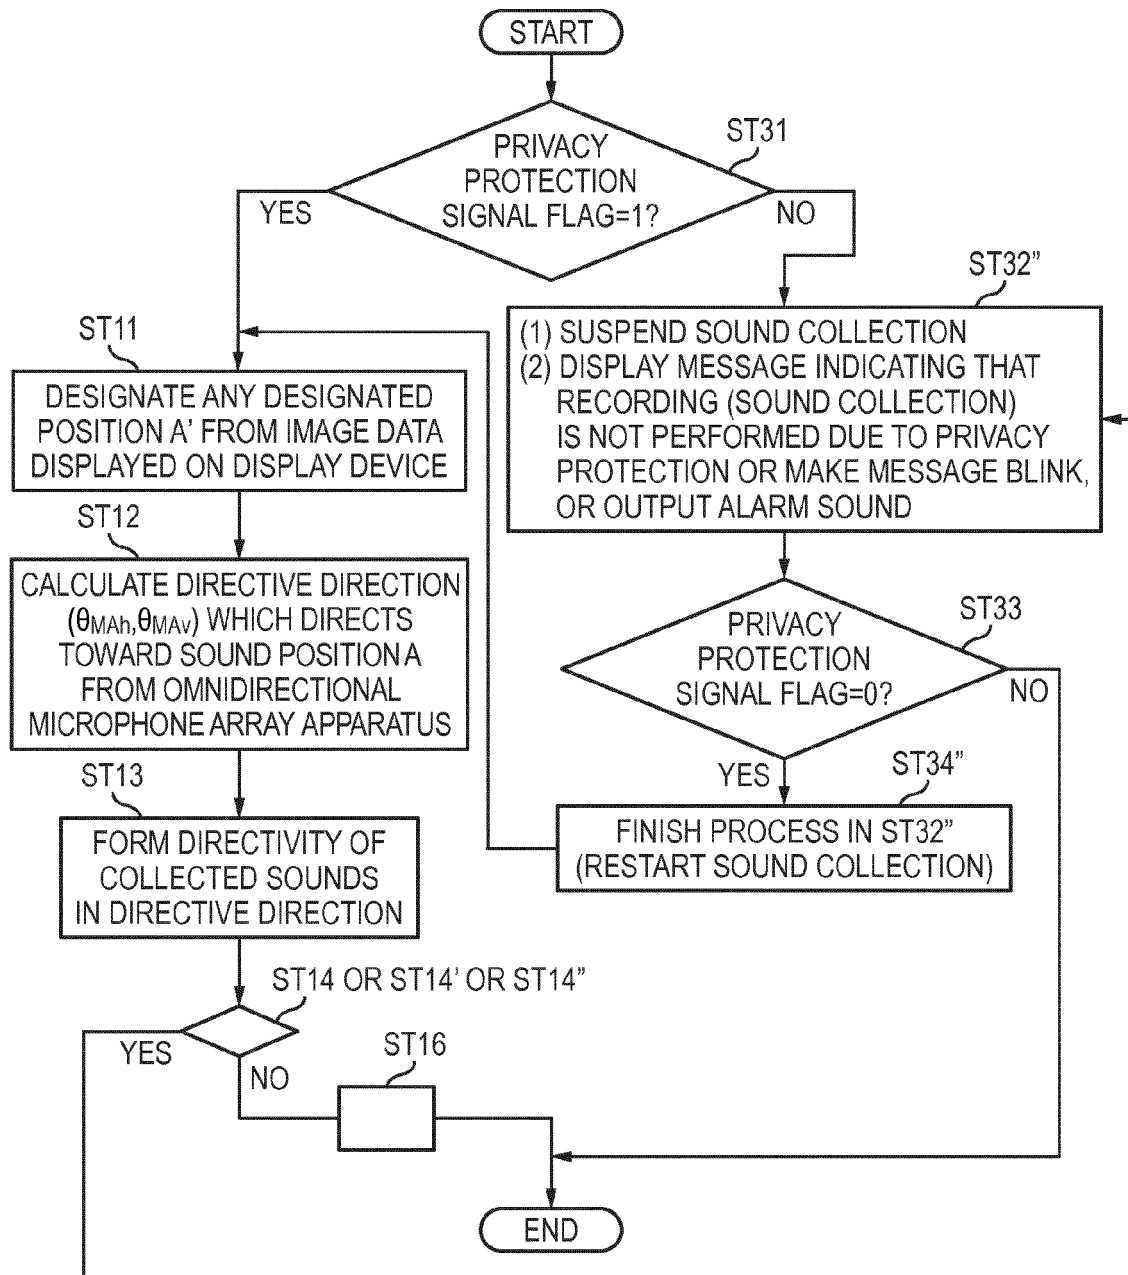 START
PRIVACY
PROTECTION
SIGNAL FLAG=1?
ST31
YES
NO
ST32”
(1) SUSPEND SOUND COLLECTION
(2) DISPLAY MESSAGE INDICATING THAT
RECORDING (SOUND COLLECTION)
IS NOT PERFORMED DUE TO PRIVACY
PROTECTION OR MAKE MESSAGE BLINK,
OR OUTPUT ALARM SOUND
ST11
DESIGNATE ANY DESIGNATED
POSITION A’ FROM IMAGE DATA
DISPLAYED ON DISPLAY DEVICE
ST12
CALCULATE DIRECTIVE DIRECTION
(θMAh,θMAv) WHICH DIRECTS
TOWARD SOUND POSITION A
FROM OMNIDIRECTIONAL
MICROPHONE ARRAY APPARATUS
ST33
PRIVACY
PROTECTION
SIGNAL FLAG=0?
NO
YES
ST34”
FINISH PROCESS IN ST32”
(RESTART SOUND COLLECTION)
ST13
FORM DIRECTIVITY OF
COLLECTED SOUNDS
IN DIRECTIVE DIRECTION
ST14 OR ST14’ OR ST14”
YES
NO
ST16
END